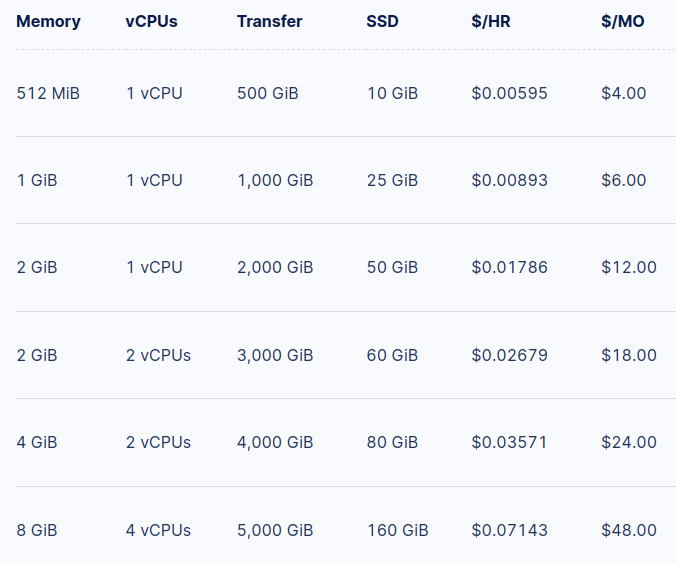 Memory vCPUs Transfer SSD $/HR $/MO
512 MiB 1 vCPU 500 GiB 10 GiB $0.00595 $4.00
1 GiB 1 vCPU 1,000 GiB 25 GiB $0.00893 $6.00
2 GiB 1 vCPU 2,000 GiB 50 GiB $0.01786 $12.00
2 GiB 2 vCPUs 3,000 GiB 60 GiB $0.02679 $18.00
4 GiB 2 vCPUs 4,000 GiB 80 GiB $0.03571 $24.00
8 GiB 4 vCPUs 5,000 GiB 160 GiB $0.07143 $48.00